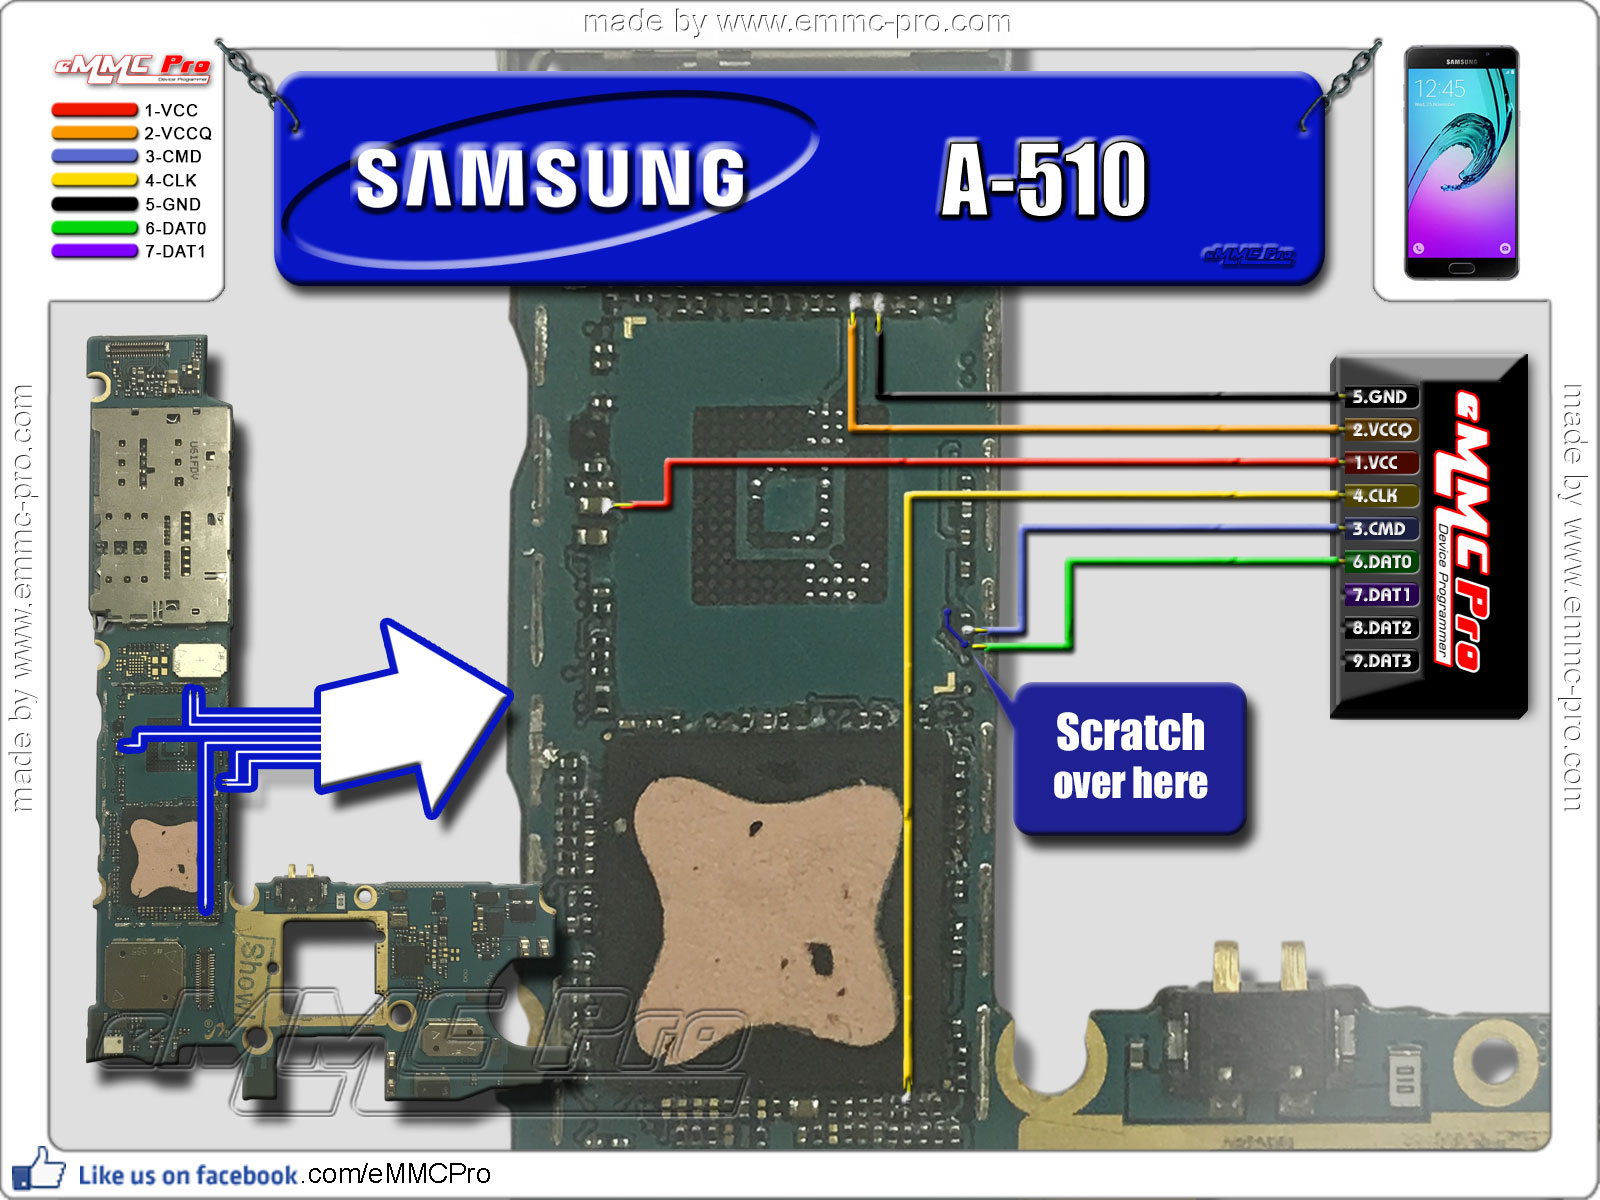 made by www.emmc-pro.com
eMMC Pro
Device Programmer
1-VCC
2-VCCQ
3-CMD
4-CLK
5-GND
6-DAT0
7-DAT1
SAMSUNG
A-510
eMMC Pro
SAMSUNG
12:45
made by www.emmc-pro.com
made by www.emmc-pro.com
5.GND
2.VCCQ
1.VCC
4.CLK
3.CMD
6.DAT0
7.DAT1
8.DAT2
9.DAT3
eMMC Pro
Device Programmer
Scratch
over here
Show
eMMC Pro
010
Like us on facebook.com/eMMCPro